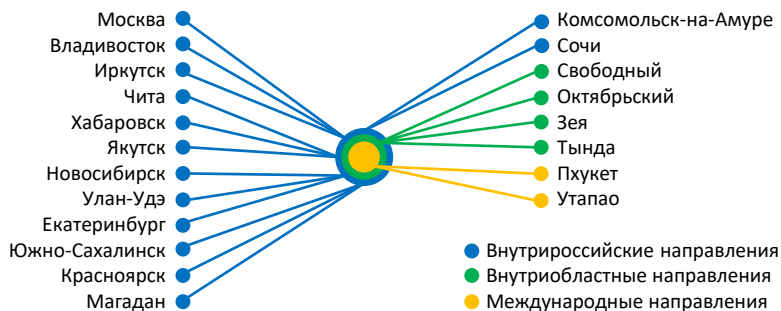 Москва
Владивосток
Иркутск
Чита
Хабаровск
Якутск
Новосибирск
Улан-Удэ
Екатеринбург
Южно-Сахалинск
Красноярск
Магадан
Комсомольск-на-Амуре
Сочи
Свободный
Октябрьский
Зея
Тында
Пхукет
Утапао
Внутрироссийские направления
Внутриобластные направления
Международные направления